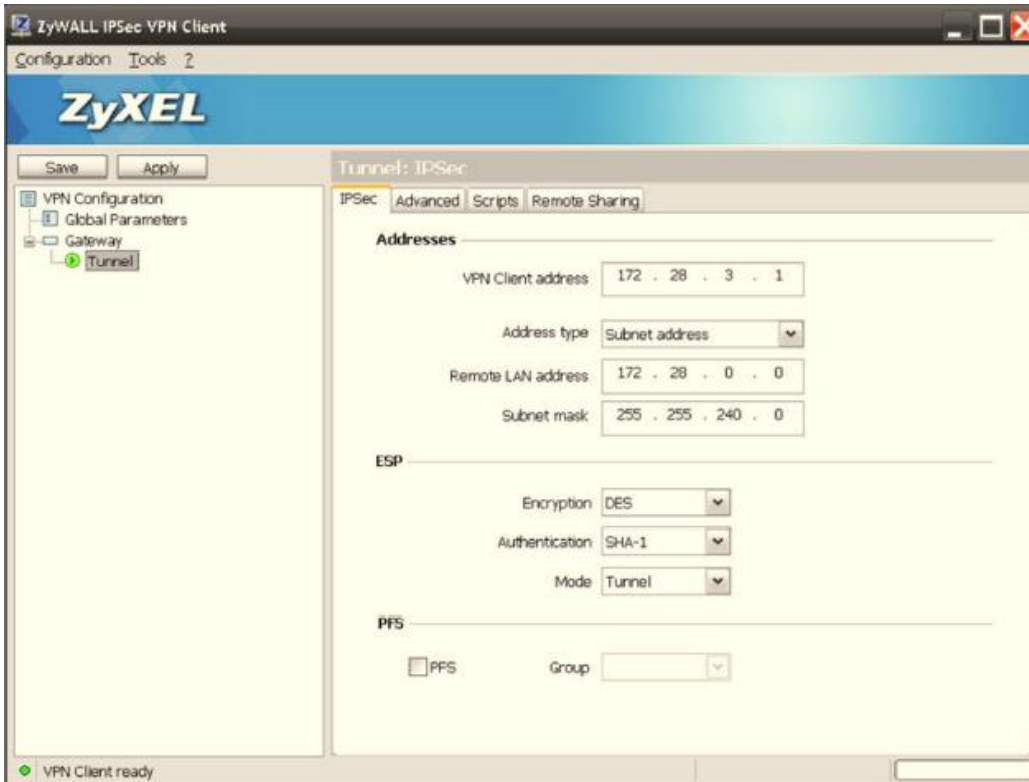 ZyWALL IPSec VPN Client
Configuration Tools ?
ZyXEL
Save Apply
VPN Configuration
Global Parameters
Gateway
Tunnel
Tunnel: IPSec
IPSec Advanced Scripts Remote Sharing
Addresses
VPN Client address 172 . 28 . 3 . 1
Address type Subnet address
Remote LAN address 172 . 28 . 0 . 0
Subnet mask 255 . 255 . 240 . 0
ESP
Encryption DES
Authentication SHA-1
Mode Tunnel
PFS
PFS Group
VPN Client ready